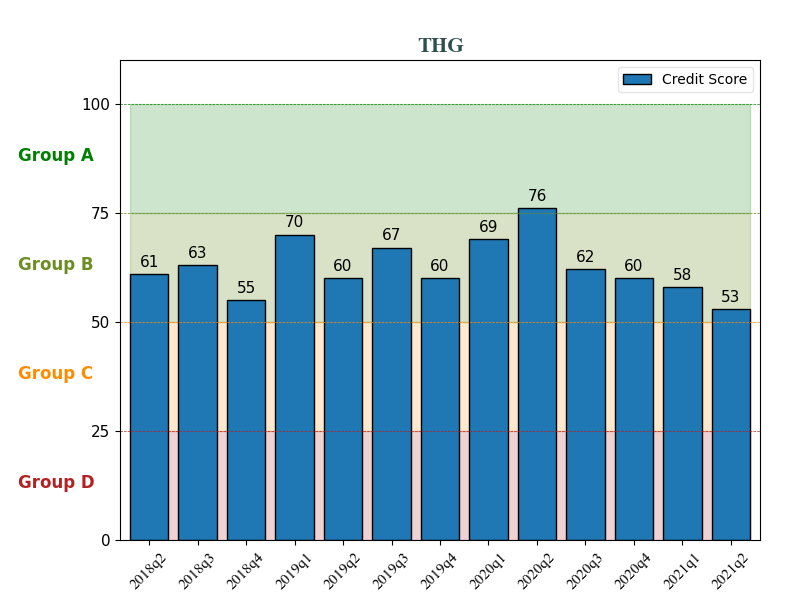 THG
Credit Score
100
75
50
25
0
Group A
Group B
Group C
Group D
61
63
55
70
60
67
60
69
76
62
60
58
53
2018q2
2018q3
2018q4
2019q1
2019q2
2019q3
2019q4
2020q1
2020q2
2020q3
2020q4
2021q1
2021q2